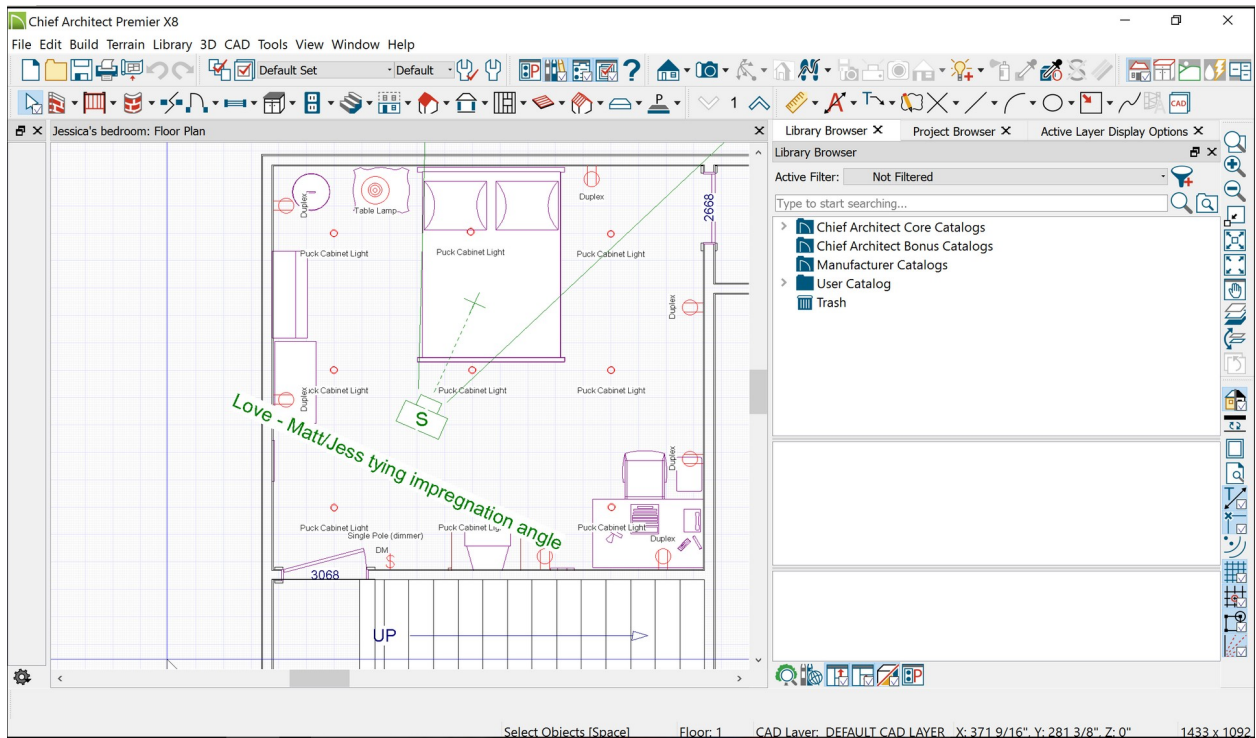 Chief Architect Premier X8
File Edit Build Terrain Library 3D CAD Tools View Window Help
Default Set
Default
1
CAD
Jessica's bedroom: Floor Plan
Library Browser
Project Browser
Active Layer Display Options
Library Browser
Active Filter: Not Filtered
Type to start searching...
Chief Architect Core Catalogs
Chief Architect Bonus Catalogs
Manufacturer Catalogs
User Catalog
Trash
Duplex
Table Lamp
Duplex
2668
Puck Cabinet Light
Puck Cabinet Light
Puck Cabinet Light
Duplex
Puck Cabinet Light
Puck Cabinet Light
Puck Cabinet Light
Duplex
S
Love - Matt/Jess tying impregnation angle
Duplex
Puck Cabinet Light
Puck Cabinet Light
Puck Cabinet Light
Single Pole (dimmer)
Duplex
DM
$
3068
UP
Select Objects [Space]
Floor: 1
CAD Layer: DEFAULT CAD LAYER
X: 371 9/16", Y: 281 3/8", Z: 0"
1433 x 1092